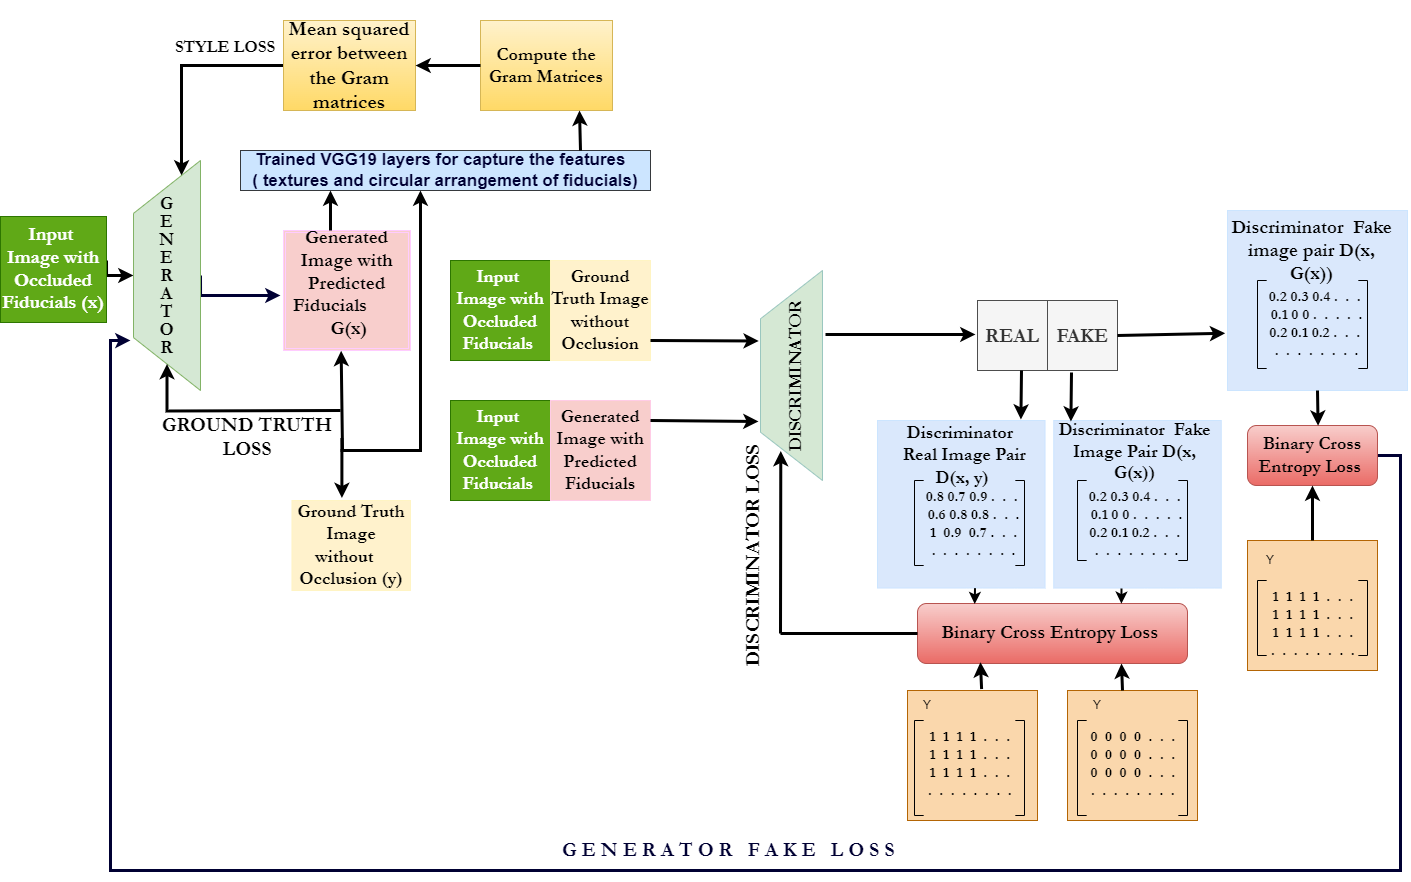 STYLE LOSS
Mean squared
error between
the Gram
matrices
Compute the
Gram Matrices
Trained VGG19 layers for capture the features
( textures and circular arrangement of fiducials)
GENERATOR
Input
Image with
Occluded
Fiducials (x)
Generated
Image with
Predicted
Fiducials
G(x)
GROUND TRUTH
LOSS
Ground Truth
Image
without
Occlusion (y)
Input
Image with
Occluded
Fiducials
Ground
Truth Image
without
Occlusion
Input
Image with
Occluded
Fiducials
Generated
Image with
Predicted
Fiducials
DISCRIMINATOR
DISCRIMINATOR LOSS
REAL
FAKE
Discriminator
Real Image Pair
D(x, y)
0.8 0.7 0.9 . . .
0.6 0.8 0.8 . . .
1 0.9 0.7 . . .
. . . . . . . .
Discriminator Fake
Image Pair D(x,
G(x))
0.2 0.3 0.4 . . .
0.1 0 0 . . . . .
0.2 0.1 0.2 . . .
. . . . . . . .
Discriminator Fake
image pair D(x,
G(x))
0.2 0.3 0.4 . . .
0.1 0 0 . . . . .
0.2 0.1 0.2 . . .
. . . . . . . .
Binary Cross
Entropy Loss
Y
1 1 1 1 . . .
1 1 1 1 . . .
1 1 1 1 . . .
. . . . . . . .
Binary Cross Entropy Loss
Y
1 1 1 1 . . .
1 1 1 1 . . .
1 1 1 1 . . .
. . . . . . . .
Y
0 0 0 0 . . .
0 0 0 0 . . .
0 0 0 0 . . .
. . . . . . . .
GENERATOR FAKE LOSS